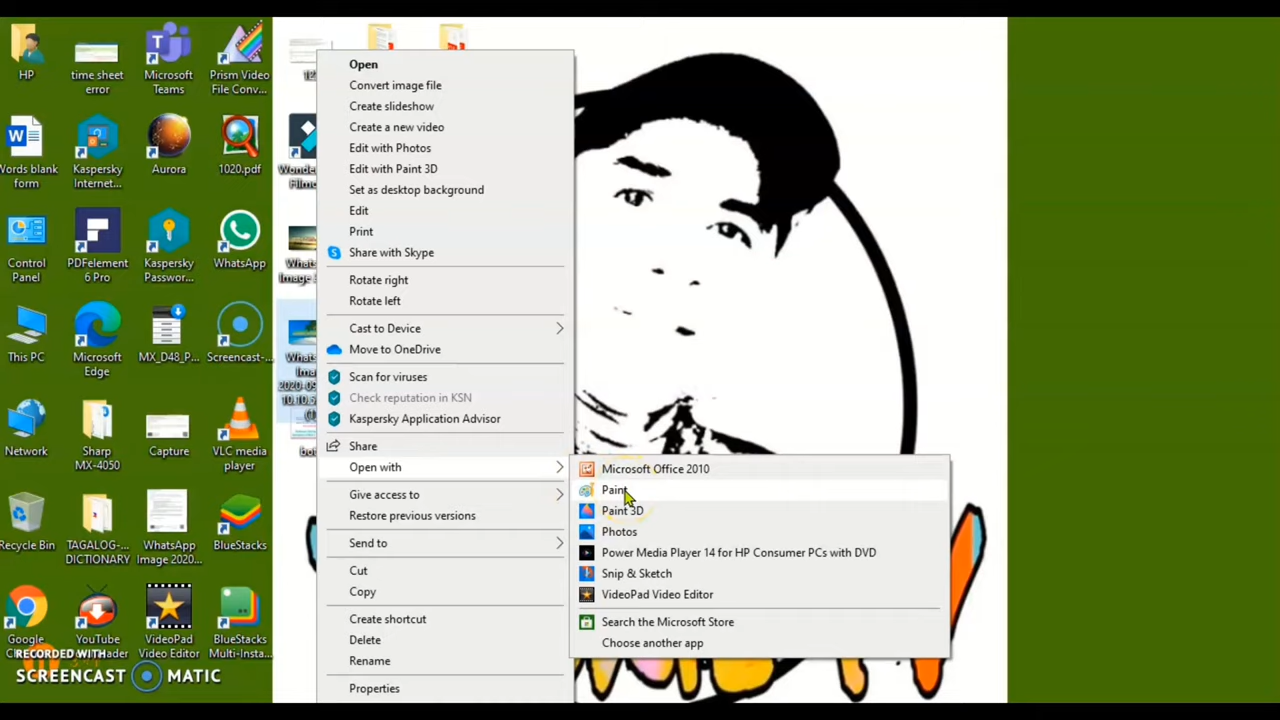 HP
time sheet
error
Microsoft
Teams
Prism Video
File Conv...
Words blank
form
Kaspersky
Internet...
Aurora
1020.pdf
Control
Panel
PDFelement
6 Pro
Kaspersky
Passwor...
WhatsApp
This PC
Microsoft
Edge
MX_D48_P...
Screencast-...
Network
Sharp
MX-4050
Capture
VLC media
player
Recycle Bin
TAGALOG-...
DICTIONARY
WhatsApp
Image 2020...
BlueStacks
Google
YouTube
VideoPad
Video Editor
BlueStacks
Multi-Insta...
RECORDED WITH
SCREENCAST MATIC
Open
Convert image file
Create slideshow
Create a new video
Edit with Photos
Edit with Paint 3D
Set as desktop background
Edit
Print
Share with Skype
Rotate right
Rotate left
Cast to Device
Move to OneDrive
Scan for viruses
Check reputation in KSN
Kaspersky Application Advisor
Share
Open with
Give access to
Restore previous versions
Send to
Cut
Copy
Create shortcut
Delete
Rename
Properties
Microsoft Office 2010
Paint
Paint 3D
Photos
Power Media Player 14 for HP Consumer PCs with DVD
Snip & Sketch
VideoPad Video Editor
Search the Microsoft Store
Choose another app